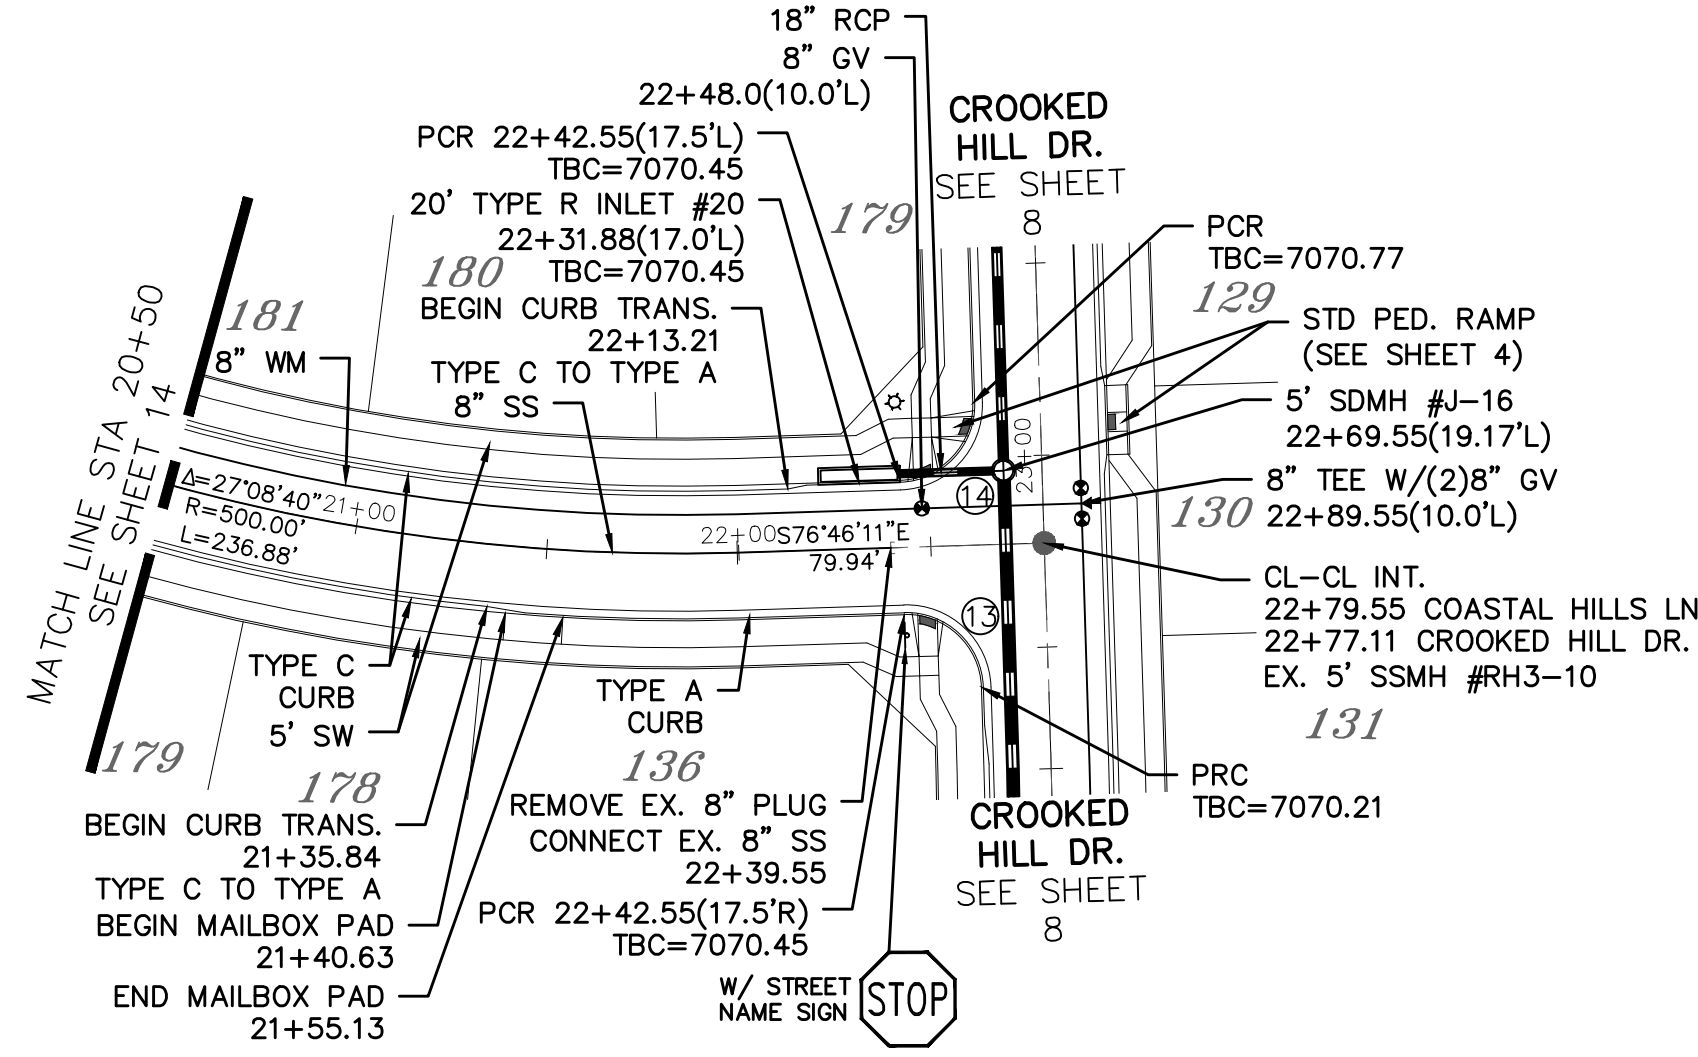 18" RCP
8" GV
22+48.0(10.0'L)
PCR 22+42.55(17.5'L)
TBC=7070.45
20' TYPE R INLET #20
22+31.88(17.0'L)
TBC=7070.45
BEGIN CURB TRANS.
22+13.21
TYPE C TO TYPE A
8" SS
8" WM
CROOKED
HILL DR.
SEE SHEET
8
PCR
TBC=7070.77
STD PED. RAMP
(SEE SHEET 4)
5' SDMH #J-16
22+69.55(19.17'L)
8" TEE W/(2)8" GV
22+89.55(10.0'L)
CL-CL INT.
22+79.55 COASTAL HILLS LN
22+77.11 CROOKED HILL DR.
EX. 5' SSMH #RH3-10
PRC
TBC=7070.21
181
180
179
129
130
131
136
178
179
MATCH LINE STA 20+50
SEE SHEET 14
Δ=27°08'40"
R=500.00'
L=236.88'
21+00
22+00
S76°46'11"E
79.94'
23+00
14
13
TYPE C
CURB
5' SW
TYPE A
CURB
BEGIN CURB TRANS.
21+35.84
TYPE C TO TYPE A
BEGIN MAILBOX PAD
21+40.63
END MAILBOX PAD
21+55.13
REMOVE EX. 8" PLUG
CONNECT EX. 8" SS
22+39.55
PCR 22+42.55(17.5'R)
TBC=7070.45
W/ STREET
NAME SIGN
STOP
CROOKED
HILL DR.
SEE SHEET
8